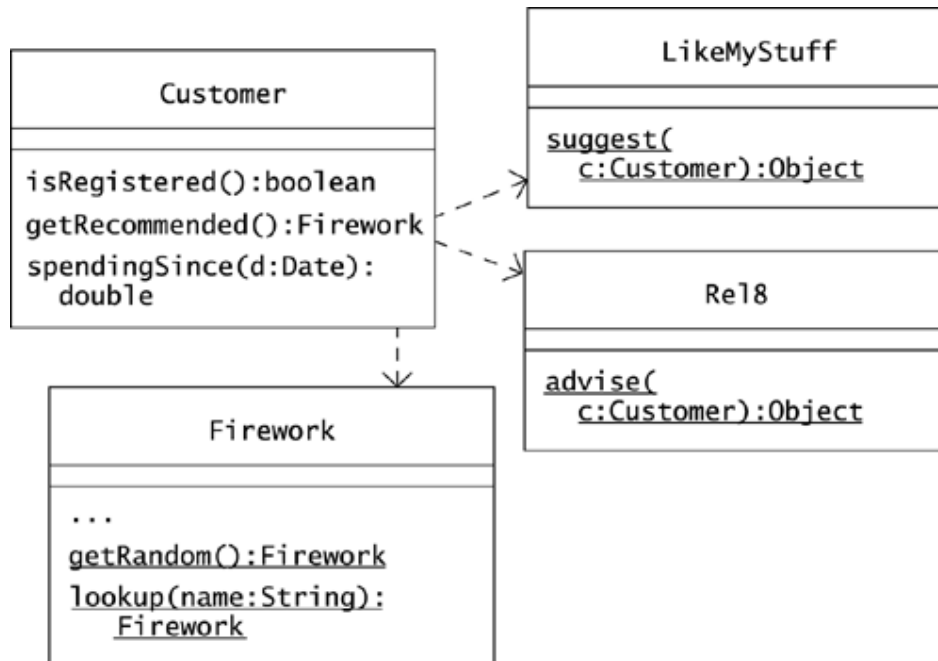 Customer
isRegistered():boolean
getRecommended():Firework
spendingSince(d:Date):
double
LikeMyStuff
suggest(
c:Customer):Object
Rel8
advise(
c:Customer):Object
Firework
...
getRandom():Firework
lookup(name:String):
Firework